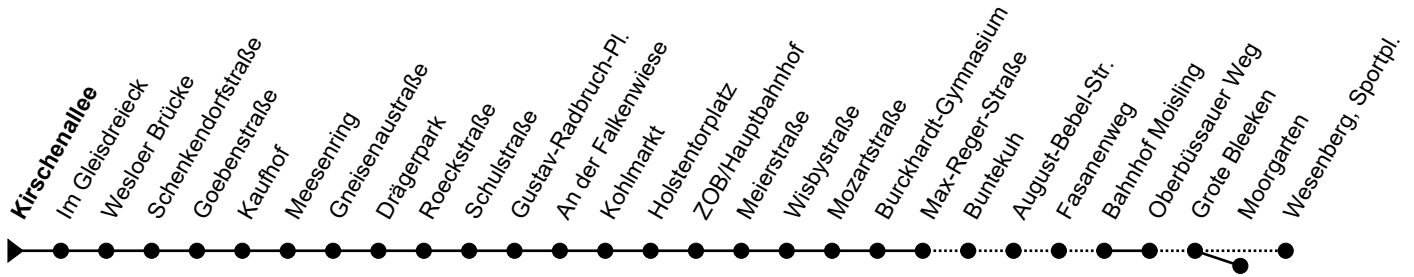 Kirschenallee
Im Gleisdreieck
Wesloer Brücke
Schenkendorfstraße
Goebenstraße
Kaufhof
Meesenring
Gneisenaustraße
Drägerpark
Roeckstraße
Schulstraße
Gustav-Radbruch-Pl.
An der Falkenwiese
Kohlmarkt
Holstentorplatz
ZOB/Hauptbahnhof
Meierstraße
Wisbystraße
Mozartstraße
Burckhardt-Gymnasium
Max-Reger-Straße
Buntekuh
August-Bebel-Str.
Fasanenweg
Bahnhof Moisling
Oberbüssauer Weg
Grote Bleeken
Moorgarten
Wesenberg, Sportpl.